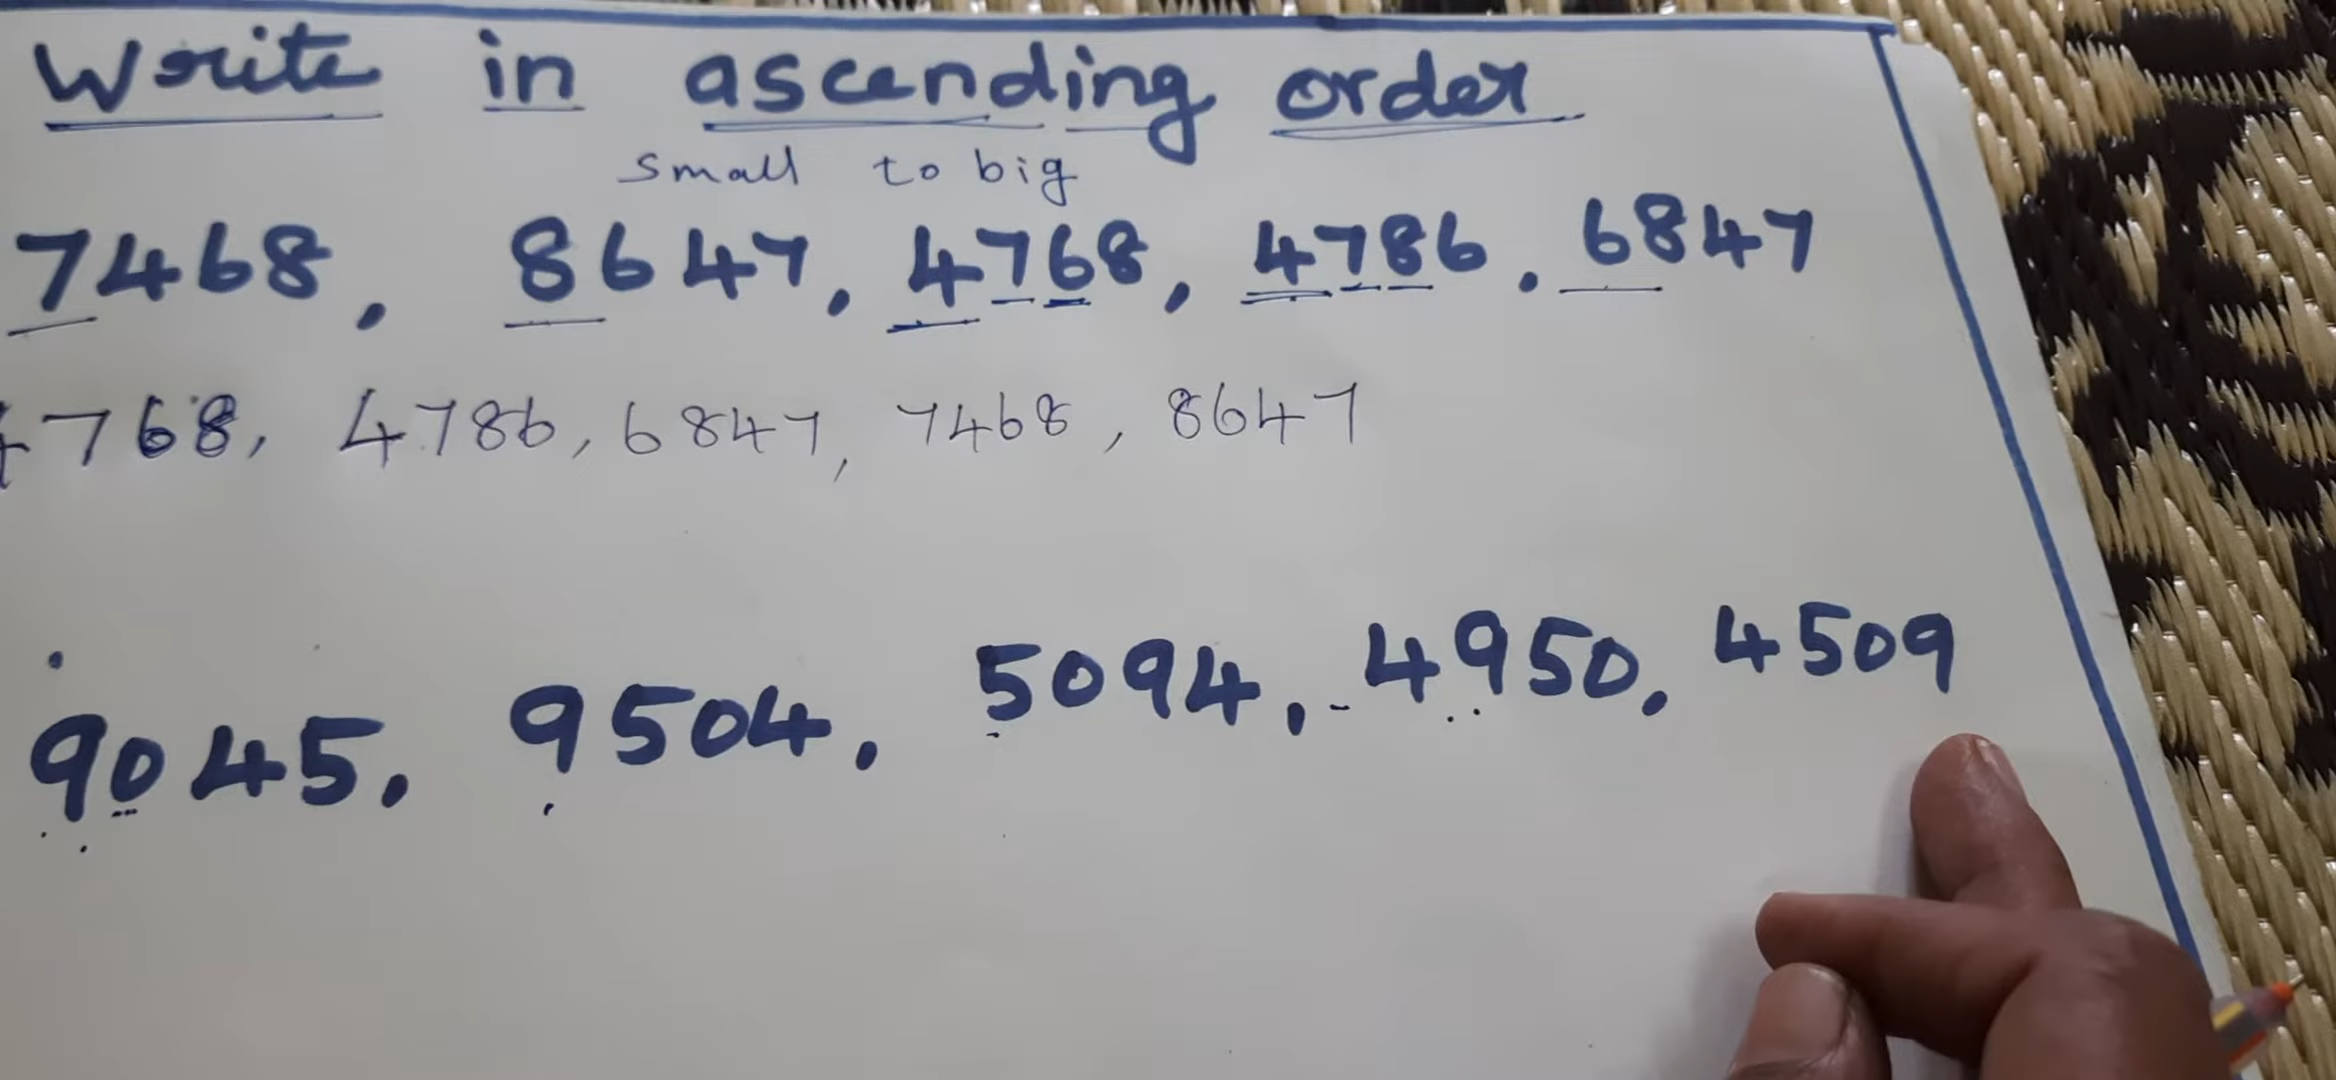 Write in ascending order
small to big
7468, 8647, 4768, 4786, 6847
4768, 4786, 6847, 7468, 8647
9045, 9504, 5094, 4950, 4509